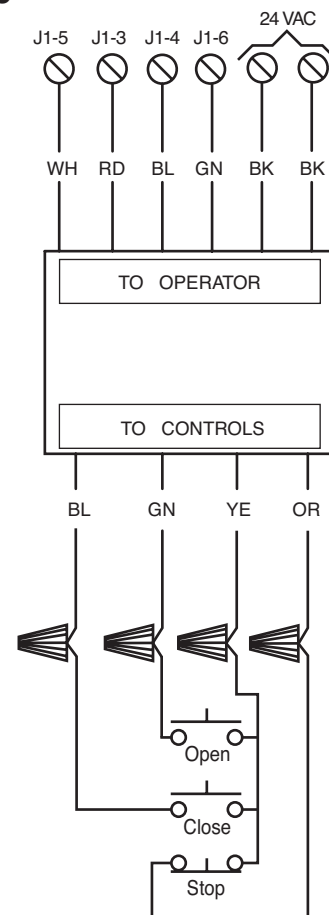 24 VAC
J1-5 J1-3 J1-4 J1-6
WH RD BL GN BK BK
TO OPERATOR
TO CONTROLS
BL GN YE OR
Open
Close
Stop